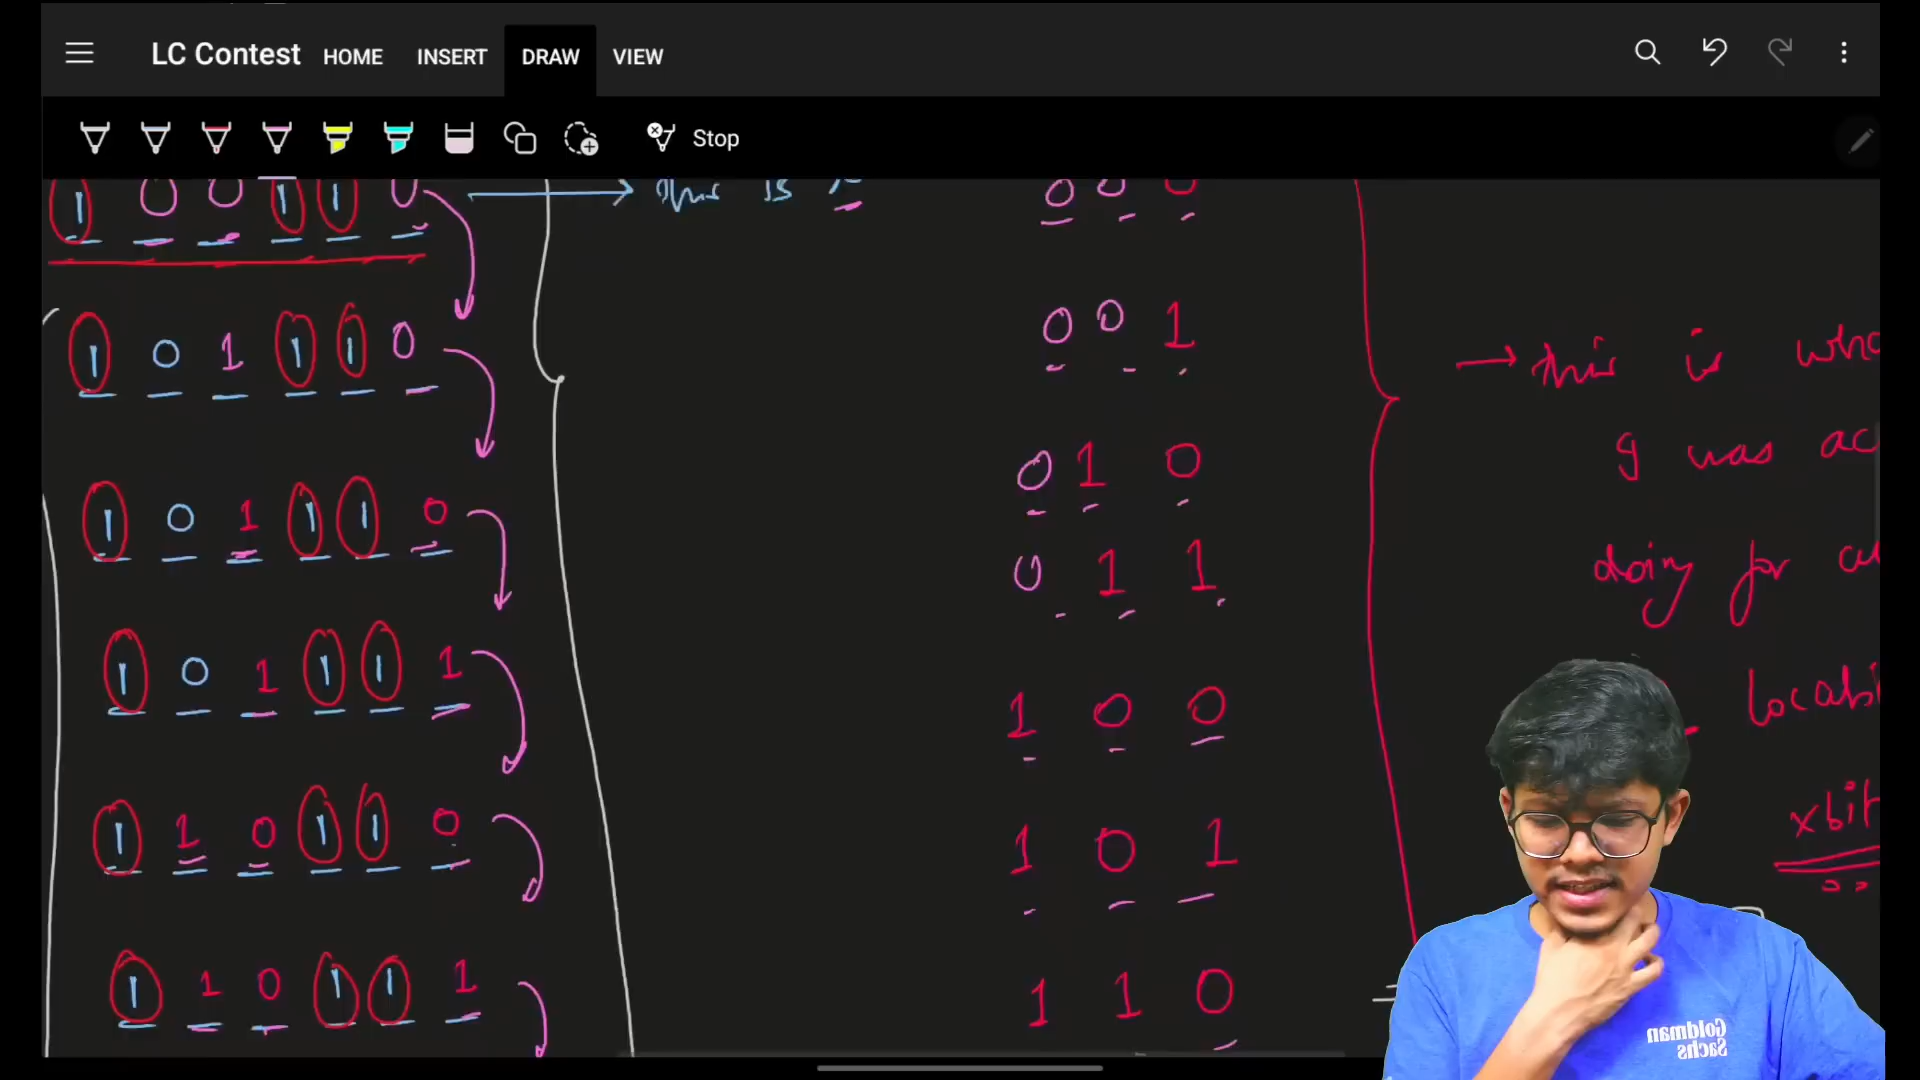 LC Contest HOME INSERT DRAW VIEW
Stop
1 0 0 1 1 0 this is x
0 0 0
1 0 1 1 1 0
0 0 1
1 0 1 1 1 0
0 1 0
0 1 1
1 0 1 1 1 1
1 0 0
1 1 0 1 1 0
1 0 1
1 1 0 1 1 1
1 1 0
this is wha
I was ac
doing for
xbit
Goldman
Sachs